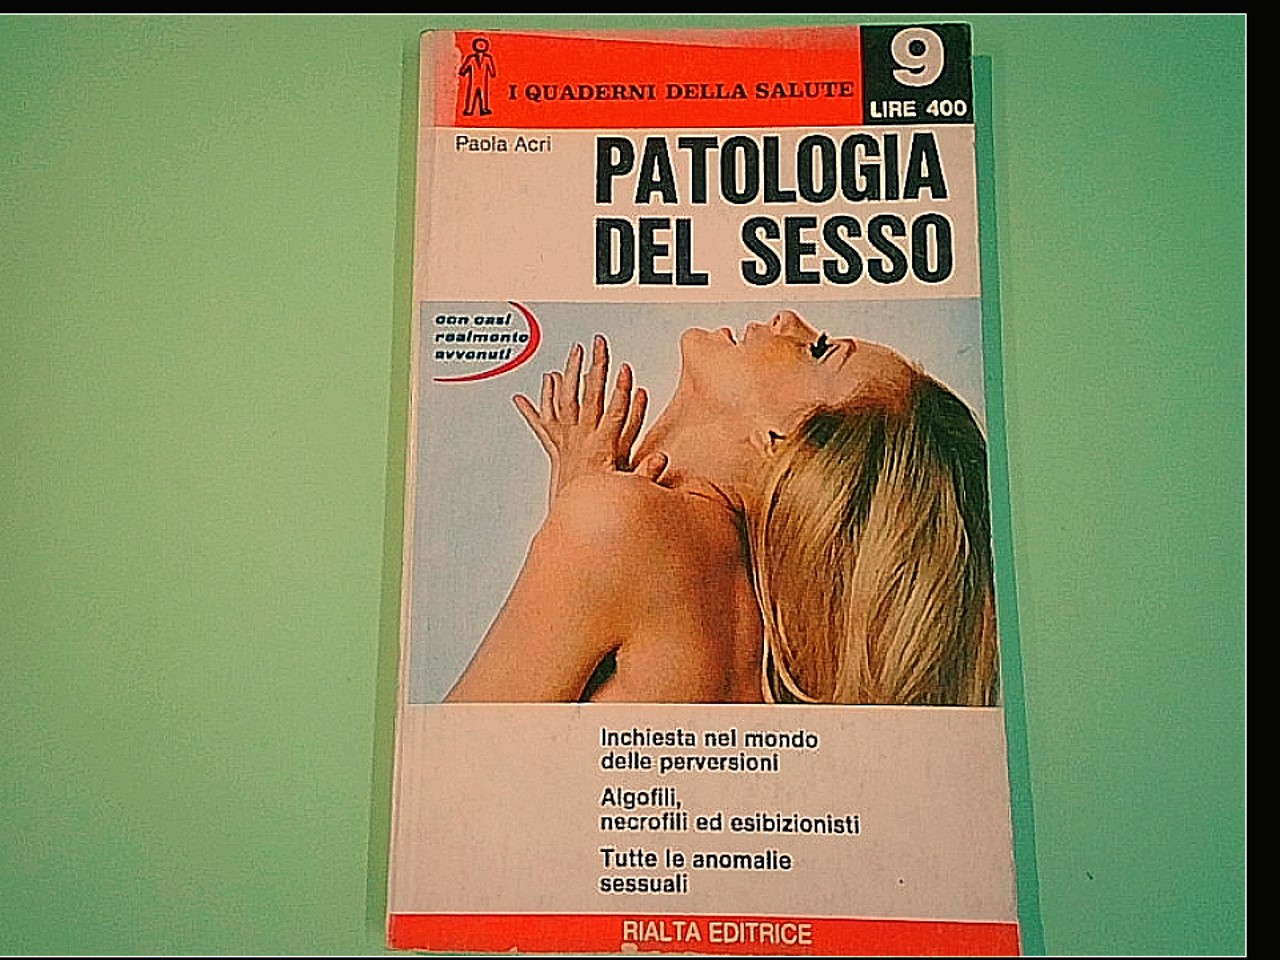 I QUADERNI DELLA SALUTE
9
LIRE 400
Paola Acri
PATOLOGIA
DEL SESSO
con casi
realmente
avvenuti
Inchiesta nel mondo
delle perversioni
Algofili,
necrofili ed esibizionisti
Tutte le anomalie
sessuali
RIALTA EDITRICE